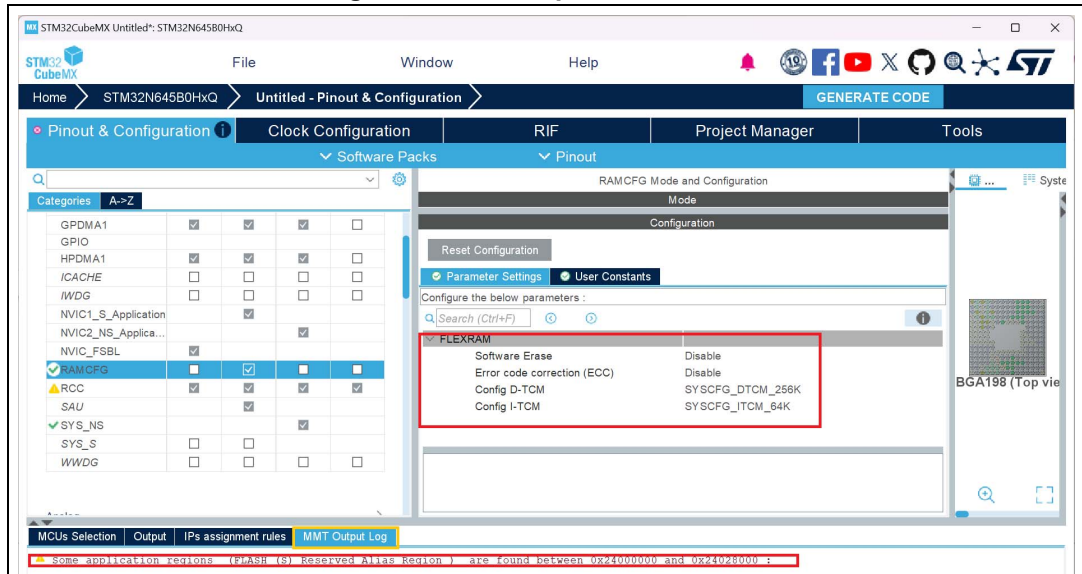 STM32CubeMX Untitled*: STM32N645B0HxQ
STM32
CubeMX
File
Window
Help
Home
STM32N645B0HxQ
Untitled - Pinout & Configuration
GENERATE CODE
Pinout & Configuration
Clock Configuration
RIF
Project Manager
Tools
Software Packs
Pinout
Categories
A->Z
GPDMA1
GPIO
HPDMA1
ICACHE
IWDG
NVIC1_S_Application
NVIC2_NS_Applica...
NVIC_FSBL
RAMCFG
RCC
SAU
SYS_NS
SYS_S
WWDG
RAMCFG Mode and Configuration
Mode
Configuration
Reset Configuration
Parameter Settings
User Constants
Configure the below parameters :
Search (Ctrl+F)
FLEXRAM
Software Erase Disable
Error code correction (ECC) Disable
Config D-TCM SYSCFG_DTCM_256K
Config I-TCM SYSCFG_ITCM_64K
... Syste
BGA198 (Top vie
MCUs Selection
Output
IPs assignment rules
MMT Output Log
Some application regions (FLASH (S) Reserved Alias Region ) are found between 0x24000000 and 0x24028000 :